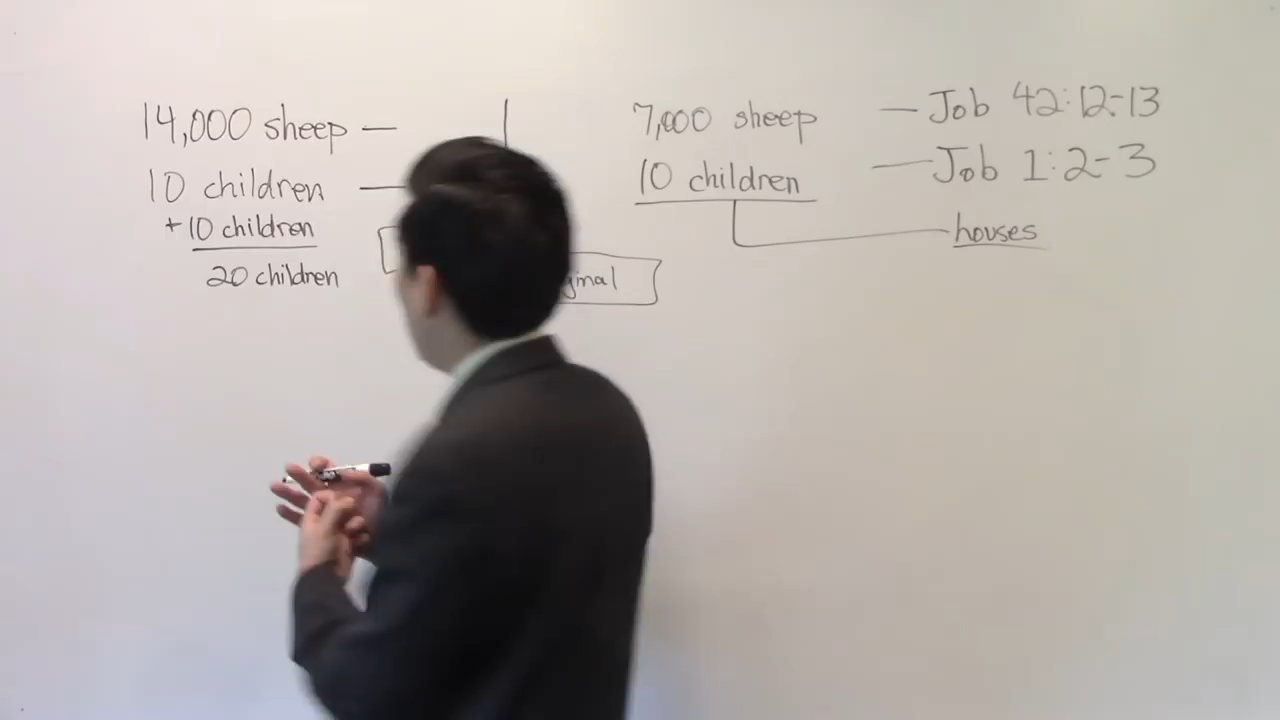 14,000 sheep —
10 children —
+10 children
20 children
7,000 sheep
10 children
— Job 42:12-13
— Job 1:2-3
houses